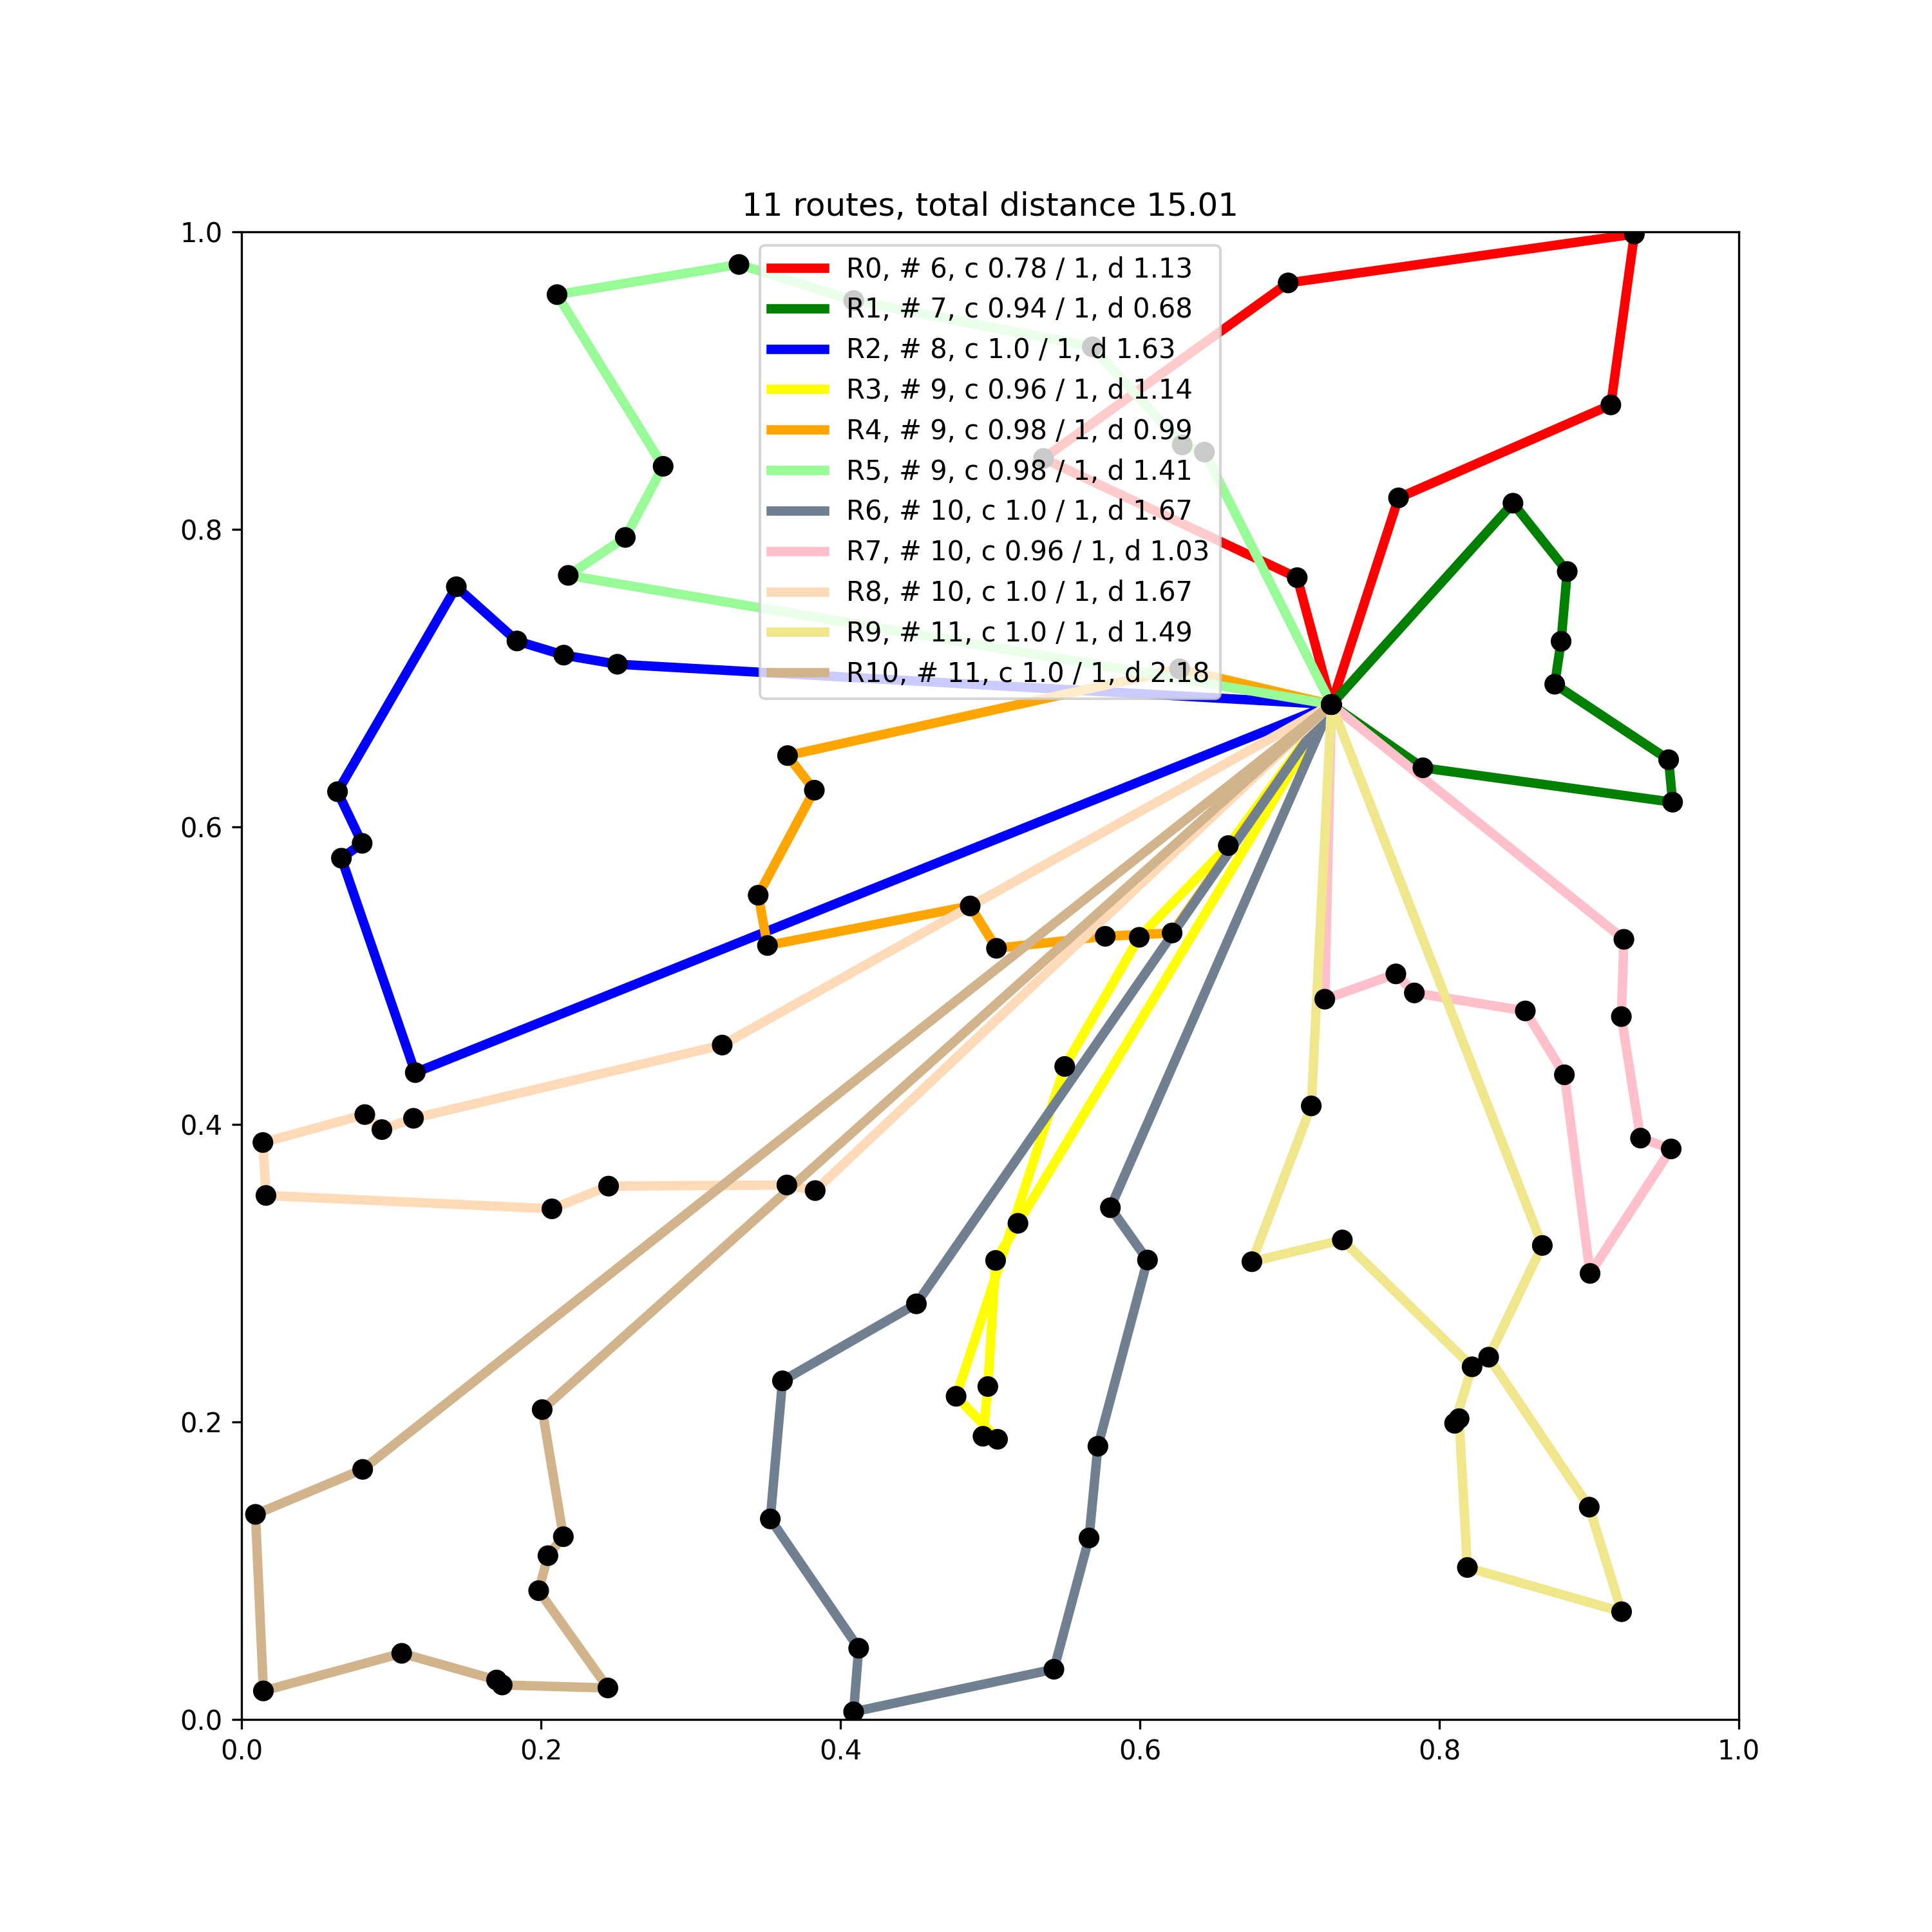 11 routes, total distance 15.01
1.0
R0, # 6, c 0.78 / 1, d 1.13
R1, # 7, c 0.94 / 1, d 0.68
R2, # 8, c 1.0 / 1, d 1.63
R3, # 9, c 0.96 / 1, d 1.14
R4, # 9, c 0.98 / 1, d 0.99
R5, # 9, c 0.98 / 1, d 1.41
R6, # 10, c 1.0 / 1, d 1.67
R7, # 10, c 0.96 / 1, d 1.03
R8, # 10, c 1.0 / 1, d 1.67
R9, # 11, c 1.0 / 1, d 1.49
R10, # 11, c 1.0 / 1, d 2.18
0.8
0.6
0.4
0.2
0.0
0.0 0.2 0.4 0.6 0.8 1.0